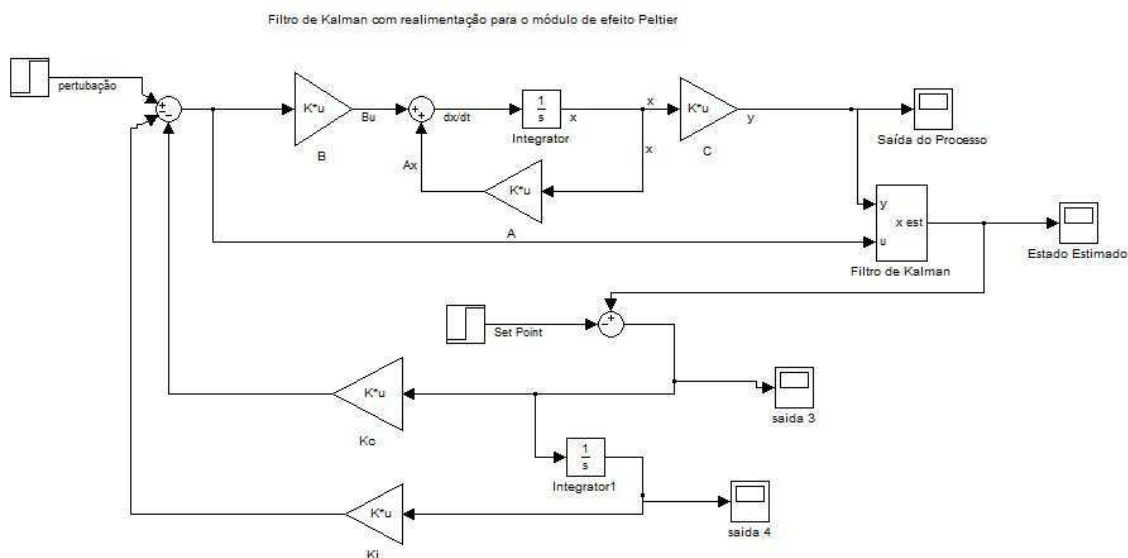 Filtro de Kalman com realimentação para o módulo de efeito Peltier
pertubação
+
−
−
K*u
B
Bu
+
+
dx/dt
1
s
Integrator
x
x
x
K*u
C
y
Saída do Processo
Ax
K*u
A
y
u
x est
Filtro de Kalman
Estado Estimado
Set Point
−
+
K*u
Kc
saida 3
1
s
Integrator1
K*u
Ki
saida 4